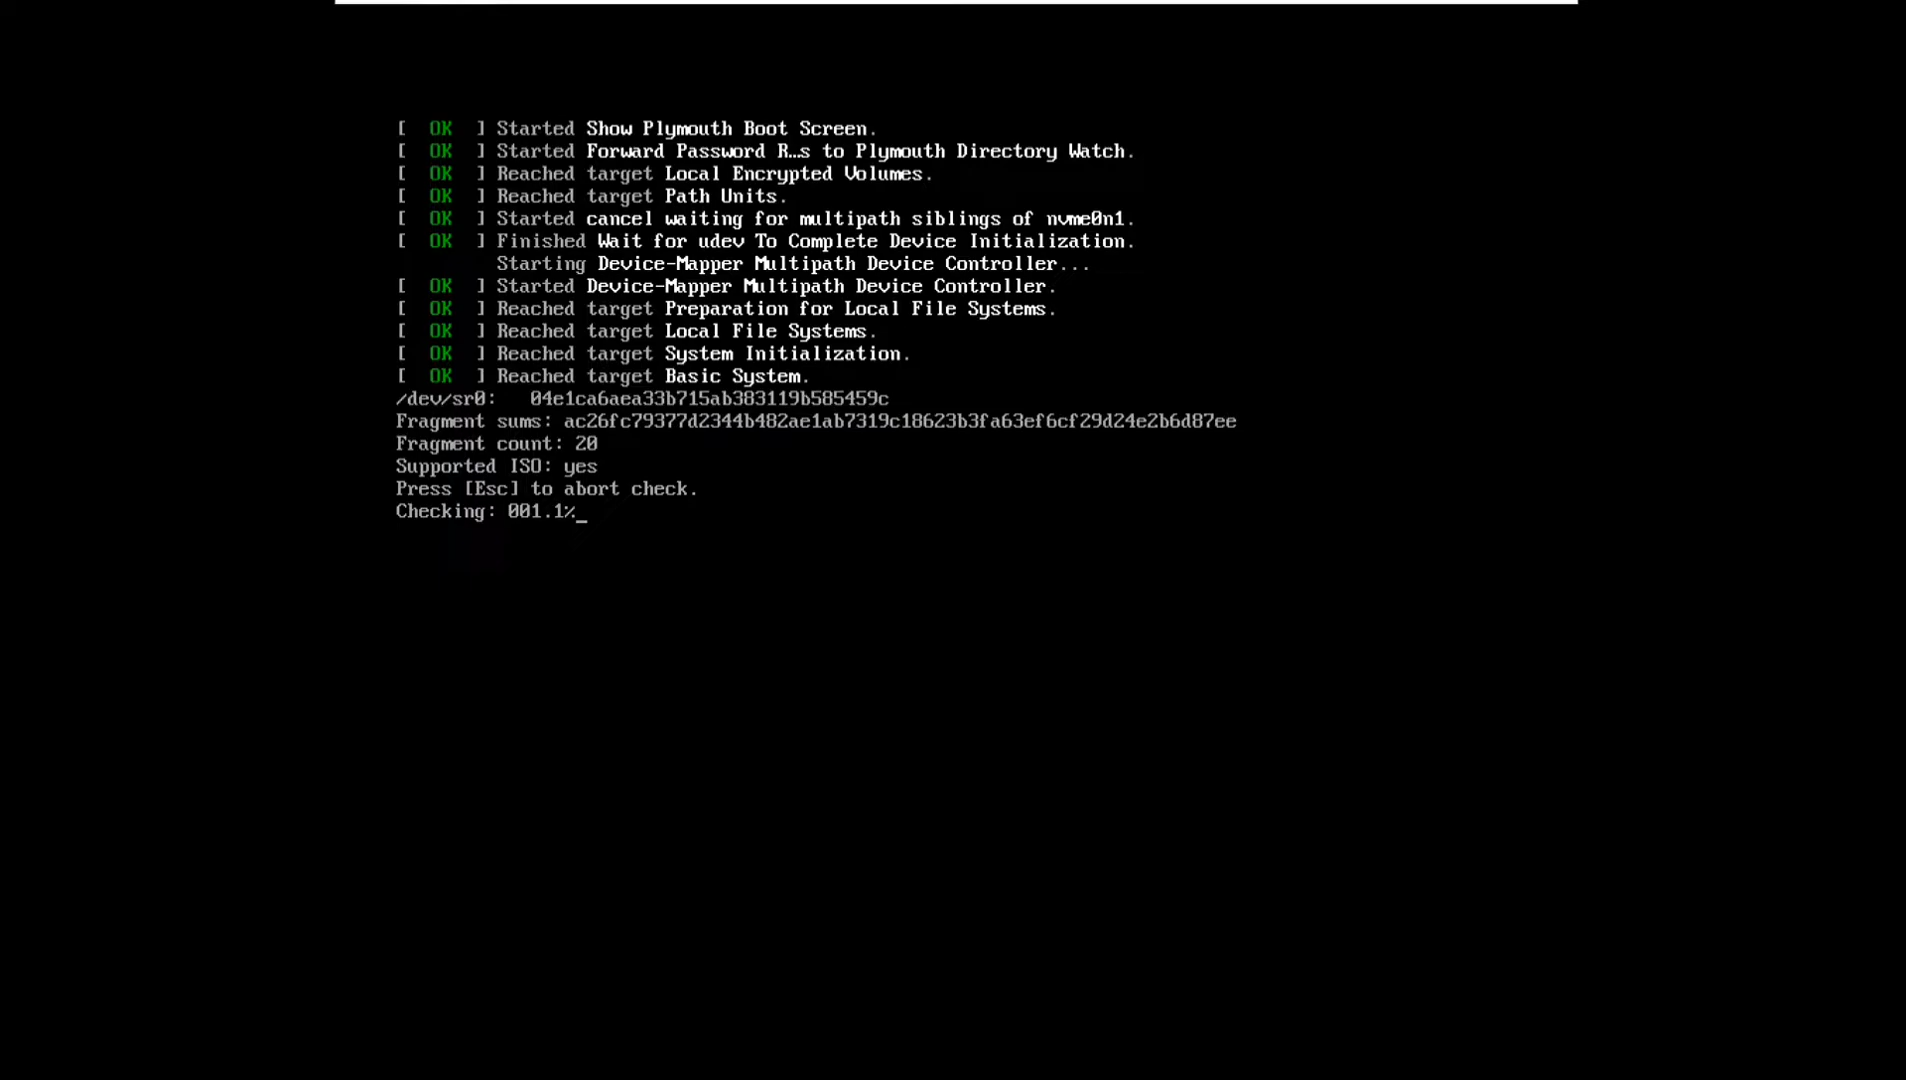 [  OK  ] Started Show Plymouth Boot Screen.
[  OK  ] Started Forward Password R…s to Plymouth Directory Watch.
[  OK  ] Reached target Local Encrypted Volumes.
[  OK  ] Reached target Path Units.
[  OK  ] Started cancel waiting for multipath siblings of nvme0n1.
[  OK  ] Finished Wait for udev To Complete Device Initialization.
         Starting Device-Mapper Multipath Device Controller...
[  OK  ] Started Device-Mapper Multipath Device Controller.
[  OK  ] Reached target Preparation for Local File Systems.
[  OK  ] Reached target Local File Systems.
[  OK  ] Reached target System Initialization.
[  OK  ] Reached target Basic System.
/dev/sr0:   04e1ca6aea33b715ab383119b585459c
Fragment sums: ac26fc79377d2344b482ae1ab7319c18623b3fa63ef6cf29d24e2b6d87ee
Fragment count: 20
Supported ISO: yes
Press [Esc] to abort check.
Checking: 001.1%_